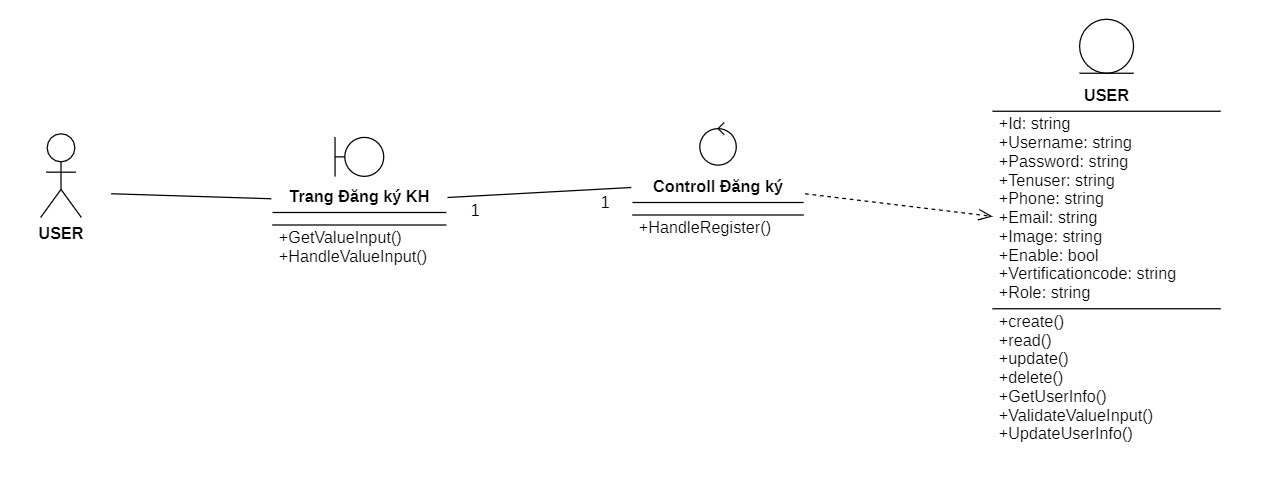 USER
Trang Đăng ký KH
+GetValueInput()
+HandleValueInput()
1
1
Controll Đăng ký
+HandleRegister()
USER
+Id: string
+Username: string
+Password: string
+Tenuser: string
+Phone: string
+Email: string
+Image: string
+Enable: bool
+Vertificationcode: string
+Role: string
+create()
+read()
+update()
+delete()
+GetUserInfo()
+ValidateValueInput()
+UpdateUserInfo()